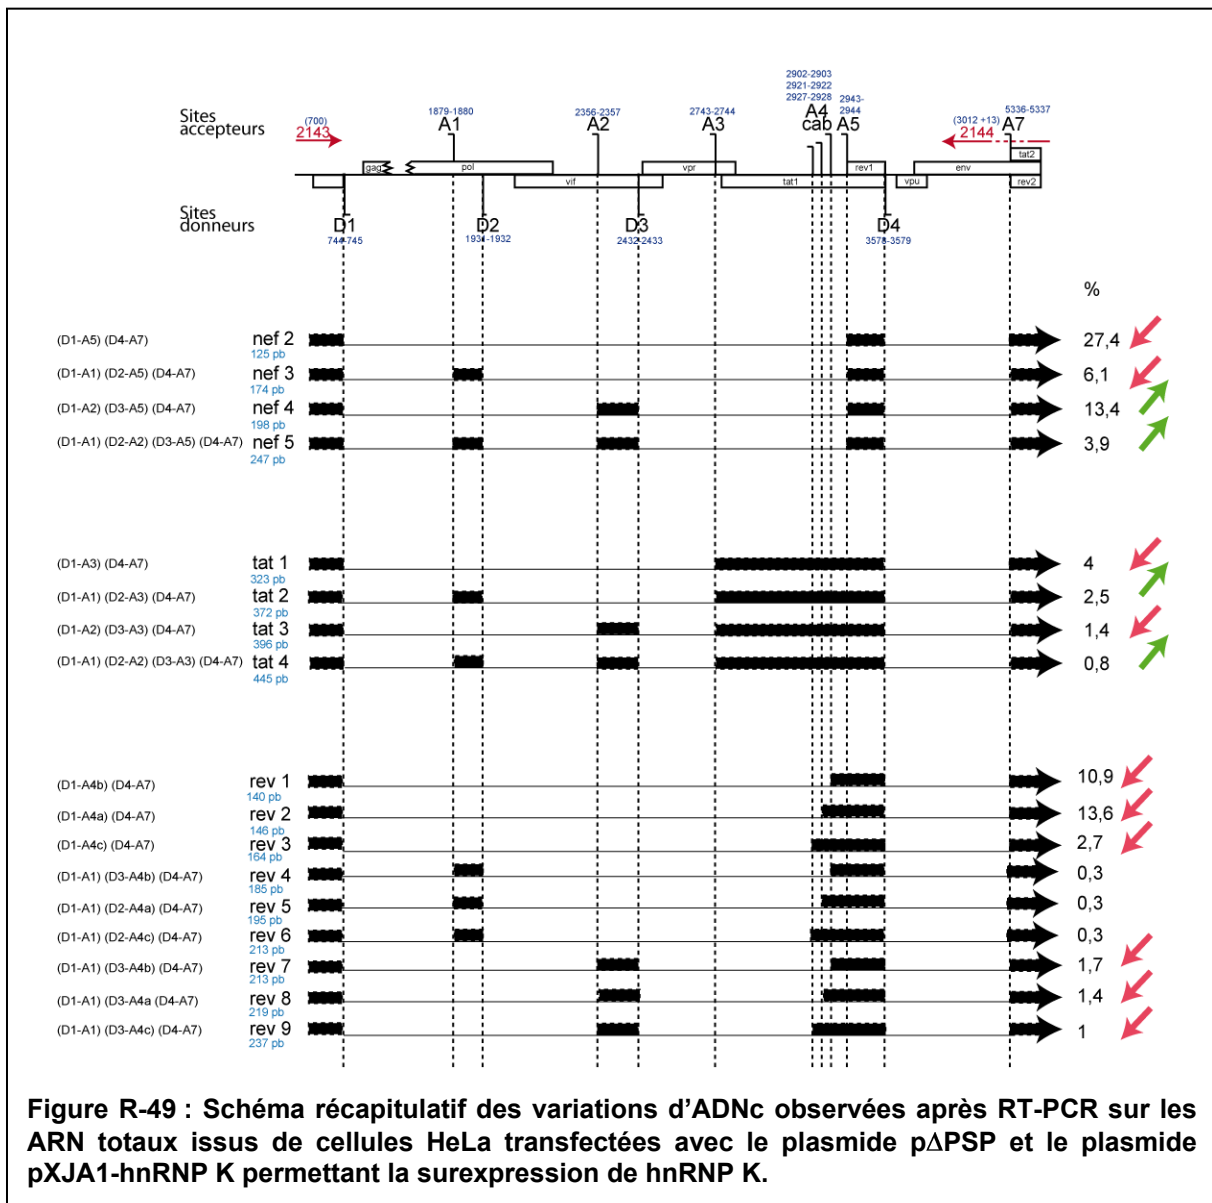 2902-2903
2921-2922
2927-2928
2943-
2944
5336-5337
Sites
accepteurs
(700)
2143
1879-1880
A1
2356-2357
A2
2743-2744
A3
A4
cab
A5
(3012 +13)
2144
A7
gag
pol
vpr
rev1
env
tat2
vif
tat1
vpu
rev2
Sites
donneurs
D1
744-745
D2
1931-1932
D3
2432-2433
D4
3578-3579
%
(D1-A5) (D4-A7) nef 2 27,4
125 pb
(D1-A1) (D2-A5) (D4-A7) nef 3 6,1
174 pb
(D1-A2) (D3-A5) (D4-A7) nef 4 13,4
198 pb
(D1-A1) (D2-A2) (D3-A5) (D4-A7) nef 5 3,9
247 pb
(D1-A3) (D4-A7) tat 1 4
323 pb
(D1-A1) (D2-A3) (D4-A7) tat 2 2,5
372 pb
(D1-A2) (D3-A3) (D4-A7) tat 3 1,4
396 pb
(D1-A1) (D2-A2) (D3-A3) (D4-A7) tat 4 0,8
445 pb
(D1-A4b) (D4-A7) rev 1 10,9
140 pb
(D1-A4a) (D4-A7) rev 2 13,6
146 pb
(D1-A4c) (D4-A7) rev 3 2,7
164 pb
(D1-A1) (D3-A4b) (D4-A7) rev 4 0,3
185 pb
(D1-A1) (D2-A4a) (D4-A7) rev 5 0,3
195 pb
(D1-A1) (D2-A4c) (D4-A7) rev 6 0,3
213 pb
(D1-A1) (D3-A4b) (D4-A7) rev 7 1,7
213 pb
(D1-A1) (D3-A4a (D4-A7) rev 8 1,4
219 pb
(D1-A1) (D3-A4c) (D4-A7) rev 9 1
237 pb
Figure R-49 : Schéma récapitulatif des variations d'ADNc observées après RT-PCR sur les
ARN totaux issus de cellules HeLa transfectées avec le plasmide pΔPSP et le plasmide
pXJA1-hnRNP K permettant la surexpression de hnRNP K.